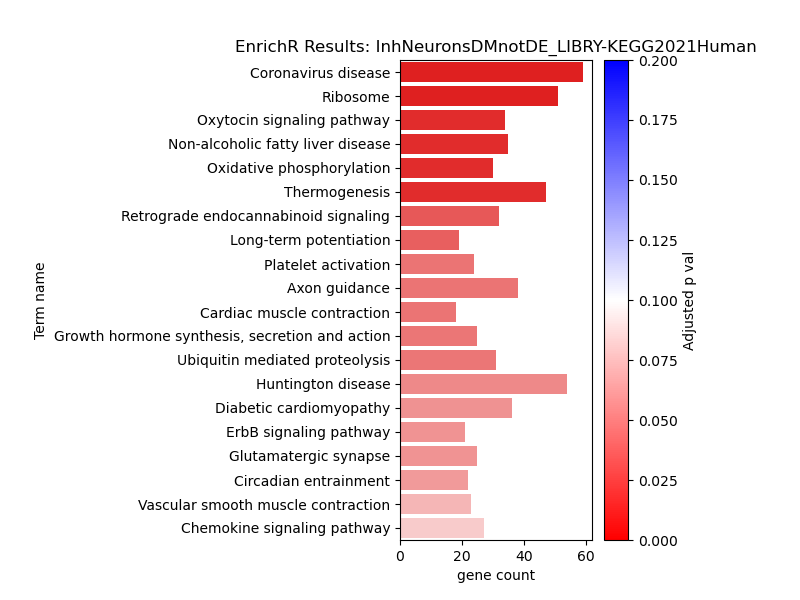 EnrichR Results: InhNeuronsDMnotDE_LIBRY-KEGG2021Human
Term name
Coronavirus disease
Ribosome
Oxytocin signaling pathway
Non-alcoholic fatty liver disease
Oxidative phosphorylation
Thermogenesis
Retrograde endocannabinoid signaling
Long-term potentiation
Platelet activation
Axon guidance
Cardiac muscle contraction
Growth hormone synthesis, secretion and action
Ubiquitin mediated proteolysis
Huntington disease
Diabetic cardiomyopathy
ErbB signaling pathway
Glutamatergic synapse
Circadian entrainment
Vascular smooth muscle contraction
Chemokine signaling pathway
0 20 40 60
gene count
0.200
0.175
0.150
0.125
0.100
0.075
0.050
0.025
0.000
Adjusted p val